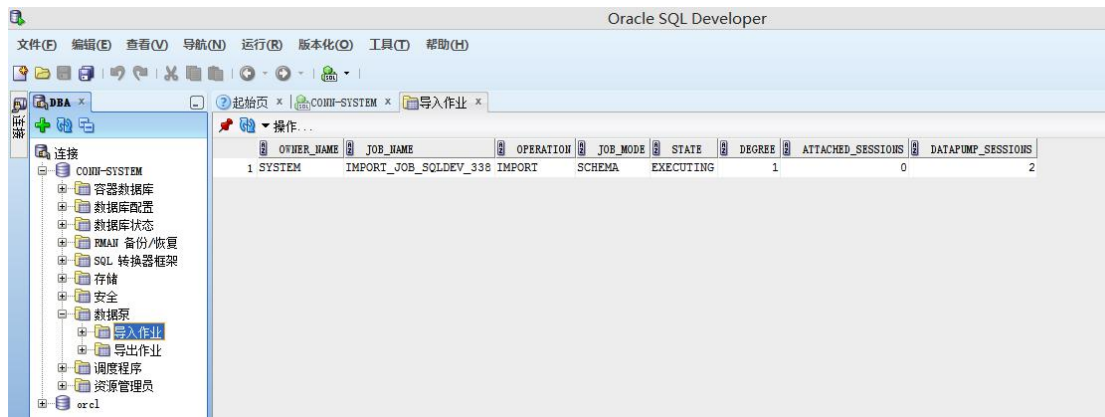 Oracle SQL Developer
文件(F) 编辑(E) 查看(V) 导航(N) 运行(R) 版本化(O) 工具(T) 帮助(H)
DBA
起始页 CONN-SYSTEM 导入作业
操作...
连接
CONN-SYSTEM
容器数据库
数据库配置
数据库状态
RMAN 备份/恢复
SQL 转换器框架
存储
安全
数据泵
导入作业
导出作业
调度程序
资源管理员
orcl
OWNER_NAME JOB_NAME OPERATION JOB_MODE STATE DEGREE ATTACHED_SESSIONS DATAPUMP_SESSIONS
1 SYSTEM IMPORT_JOB_SQLDEV_338 IMPORT SCHEMA EXECUTING 1 0 2